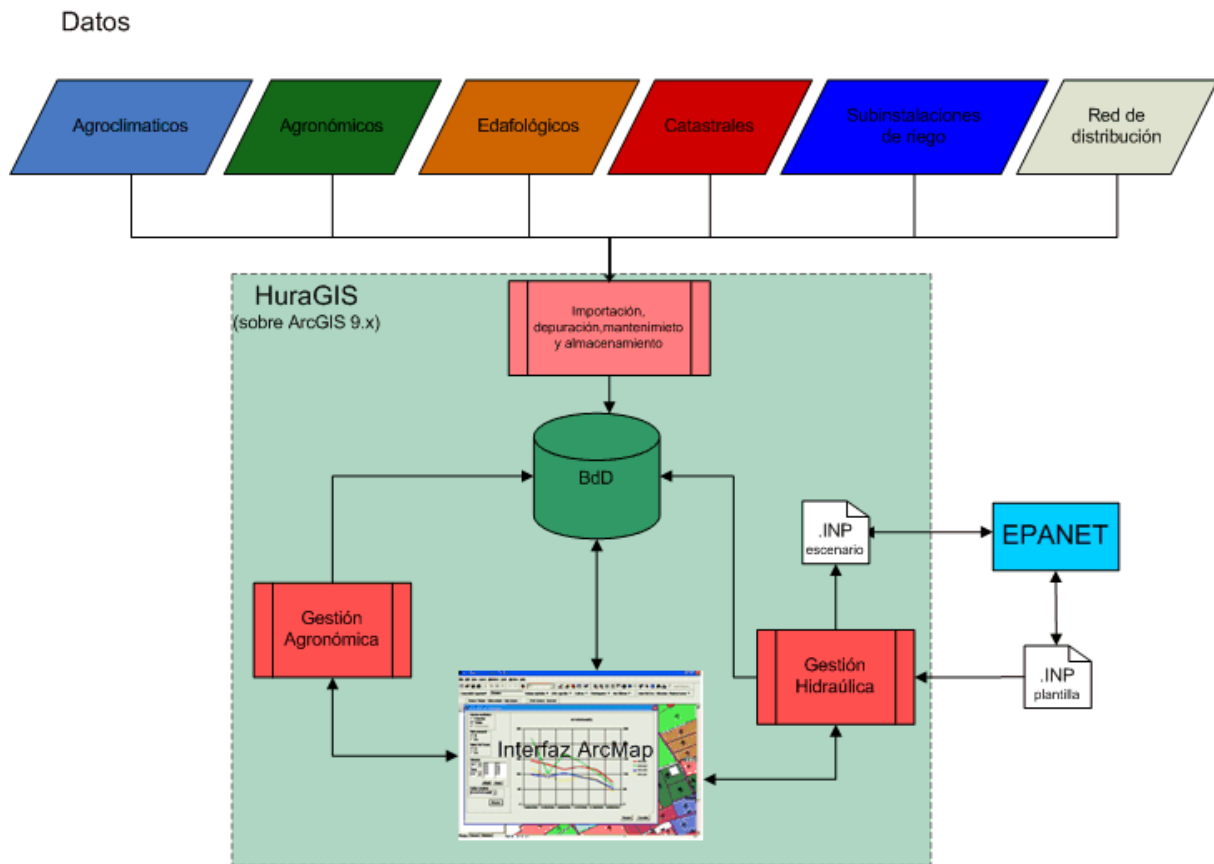 Datos
Agroclimaticos
Agronómicos
Edafológicos
Catastrales
Subinstalaciones
de riego
Red de
distribución
HuraGIS
(sobre ArcGIS 9.x)
Importación,
depuración,mantenimieto
y almacenamiento
BdD
.INP
escenario
EPANET
Gestión
Agronómica
Gestión
Hidraúlica
.INP
plantilla
Interfaz ArcMap